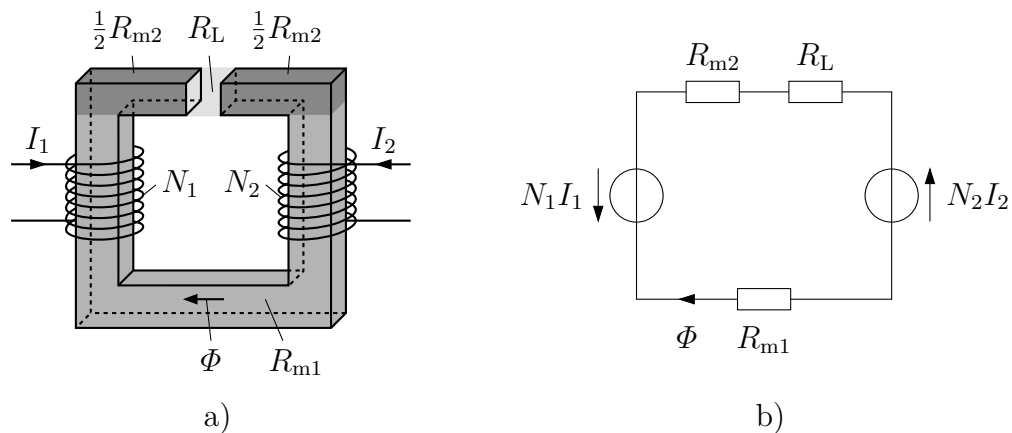 ½R_m2 R_L ½R_m2
I_1 I_2
N_1 N_2
Φ R_m1
a)
R_m2 R_L
N_1I_1 N_2I_2
Φ R_m1
b)